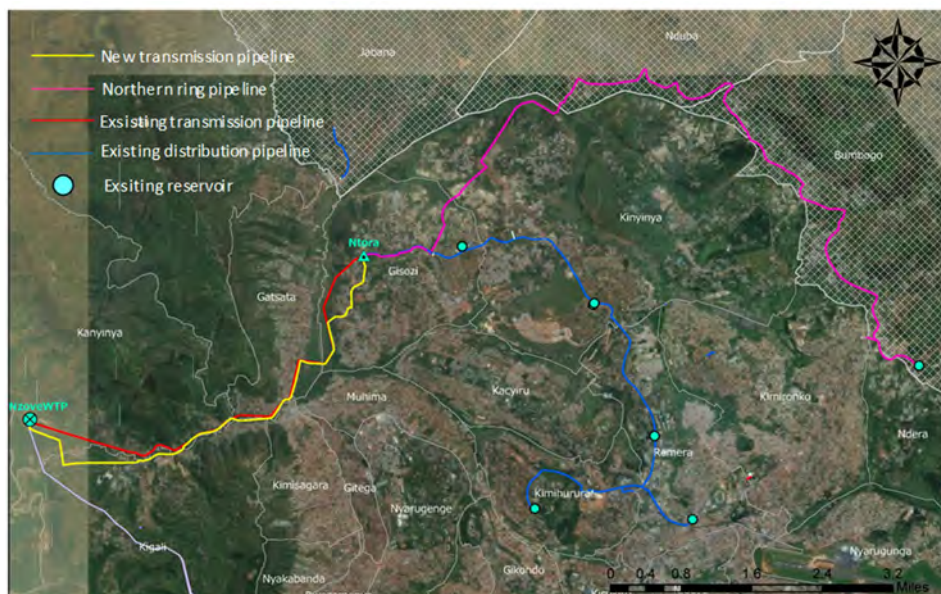 Jabana
Nduba
New transmission pipeline
Northern ring pipeline
Exsisting transmission pipeline
Existing distribution pipeline
Exsiting reservoir
Bumbogo
Kinyinya
Ntora
Gisozi
Gatsata
Kanyinya
Muhima
Kacyiru
Kimironko
NzoveWTP
Remera
Ndera
Kimisagara
Gitega
Kimihurura
Nyarugenge
Kigali
Nyarugunga
Nyakabanda
Gikondo
0 0.4 0.8 1.6 2.4 3.2
Miles